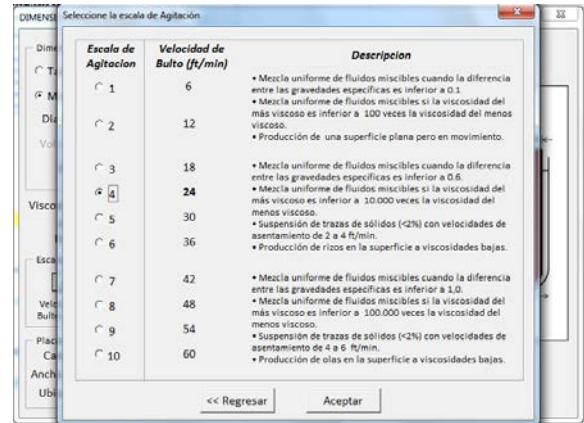 DIMENSI
Seleccione la escala de Agitación
Dime
Ta
M
Dia
Vol
Visco
Esca
Velo
Bulto
Plac
Ca
Anch
Ubi
Escala de Agitacion
Velocidad de Bulto (ft/min)
Descripcion
1 6
2 12
• Mezcla uniforme de fluidos miscibles cuando la diferencia
entre las gravedades específicas es inferior a 0.1
• Mezcla uniforme de fluidos miscibles si la viscosidad del
más viscoso es inferior a 100 veces la viscosidad del menos
viscoso.
• Producción de una superficie plana pero en movimiento.
3 18
4 24
5 30
6 36
• Mezcla uniforme de fluidos miscibles cuando la diferencia
entre las gravedades específicas es inferior a 0.6.
• Mezcla uniforme de fluidos miscibles si la viscosidad del
más viscoso es inferior a 10.000 veces la viscosidad del
menos viscoso.
• Suspensión de trazas de sólidos (<2%) con velocidades de
asentamiento de 2 a 4 ft/min.
• Producción de rizos en la superficie a viscosidades bajas.
7 42
8 48
9 54
10 60
• Mezcla uniforme de fluidos miscibles cuando la diferencia
entre las gravedades específicas es inferior a 1,0.
• Mezcla uniforme de fluidos miscibles si la viscosidad del
más viscoso es inferior a 100.000 veces la viscosidad del
menos viscoso.
• Suspensión de trazas de sólidos (<2%) con velocidades de
asentamiento de 4 a 6 ft/min.
• Producción de olas en la superficie a viscosidades bajas.
<< Regresar
Aceptar